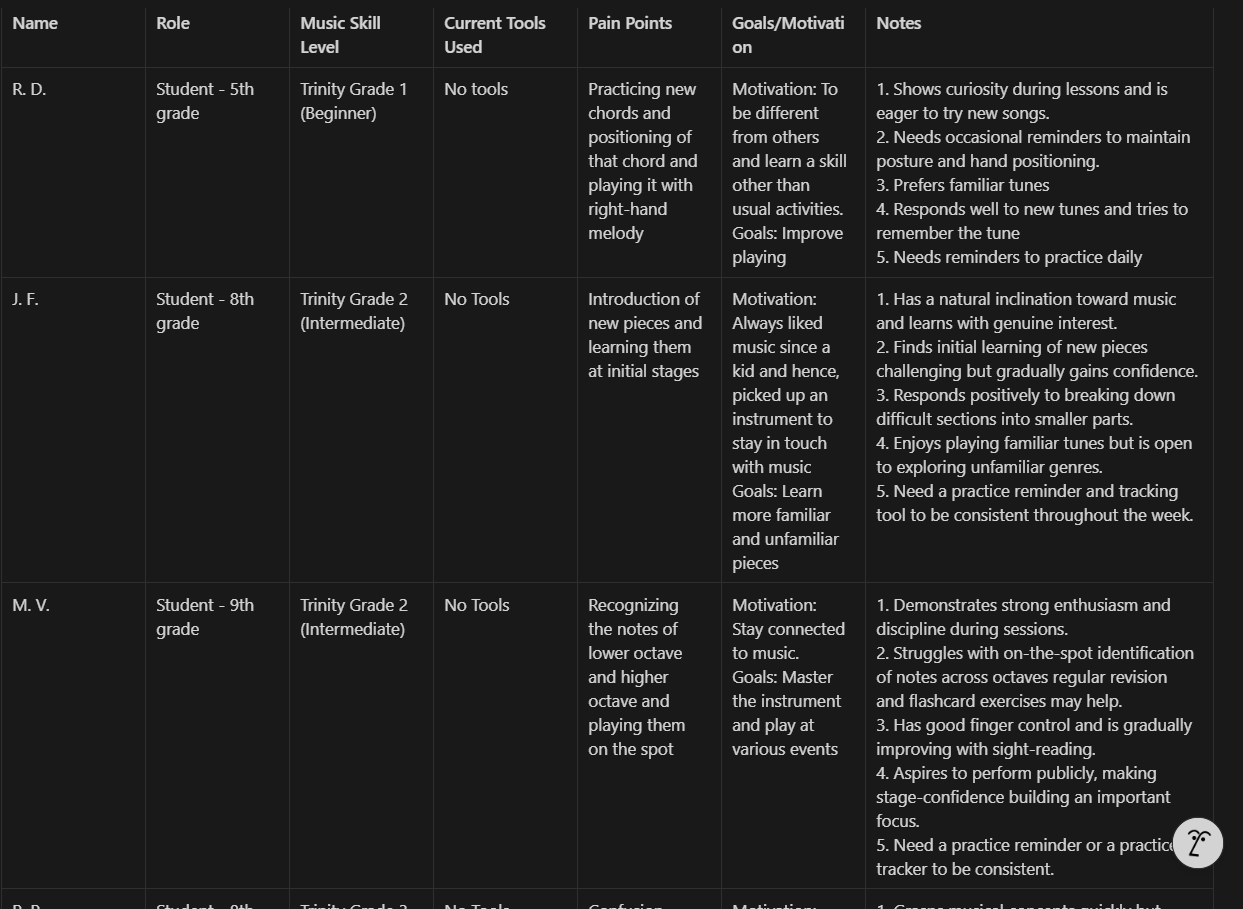 Name
Role
Music Skill
Level
Current Tools
Used
Pain Points
Goals/Motivati
on
Notes
R. D.
Student - 5th
grade
Trinity Grade 1
(Beginner)
No tools
Practicing new
chords and
positioning of
that chord and
playing it with
right-hand
melody
Motivation: To
be different
from others
and learn a skill
other than
usual activities.
Goals: Improve
playing
1. Shows curiosity during lessons and is
eager to try new songs.
2. Needs occasional reminders to maintain
posture and hand positioning.
3. Prefers familiar tunes
4. Responds well to new tunes and tries to
remember the tune
5. Needs reminders to practice daily
J. F.
Student - 8th
grade
Trinity Grade 2
(Intermediate)
No Tools
Introduction of
new pieces and
learning them
at initial stages
Motivation:
Always liked
music since a
kid and hence,
picked up an
instrument to
stay in touch
with music
Goals: Learn
more familiar
and unfamiliar
pieces
1. Has a natural inclination toward music
and learns with genuine interest.
2. Finds initial learning of new pieces
challenging but gradually gains confidence.
3. Responds positively to breaking down
difficult sections into smaller parts.
4. Enjoys playing familiar tunes but is open
to exploring unfamiliar genres.
5. Need a practice reminder and tracking
tool to be consistent throughout the week.
M. V.
Student - 9th
grade
Trinity Grade 2
(Intermediate)
No Tools
Recognizing
the notes of
lower octave
and higher
octave and
playing them
on the spot
Motivation:
Stay connected
to music.
Goals: Master
the instrument
and play at
various events
1. Demonstrates strong enthusiasm and
discipline during sessions.
2. Struggles with on-the-spot identification
of notes across octaves regular revision
and flashcard exercises may help.
3. Has good finger control and is gradually
improving with sight-reading.
4. Aspires to perform publicly, making
stage-confidence building an important
focus.
5. Need a practice reminder or a practice
tracker to be consistent.
Student - 8th
No Tools
Confusion
Motivation:
1. Grasps musical concepts quickly but